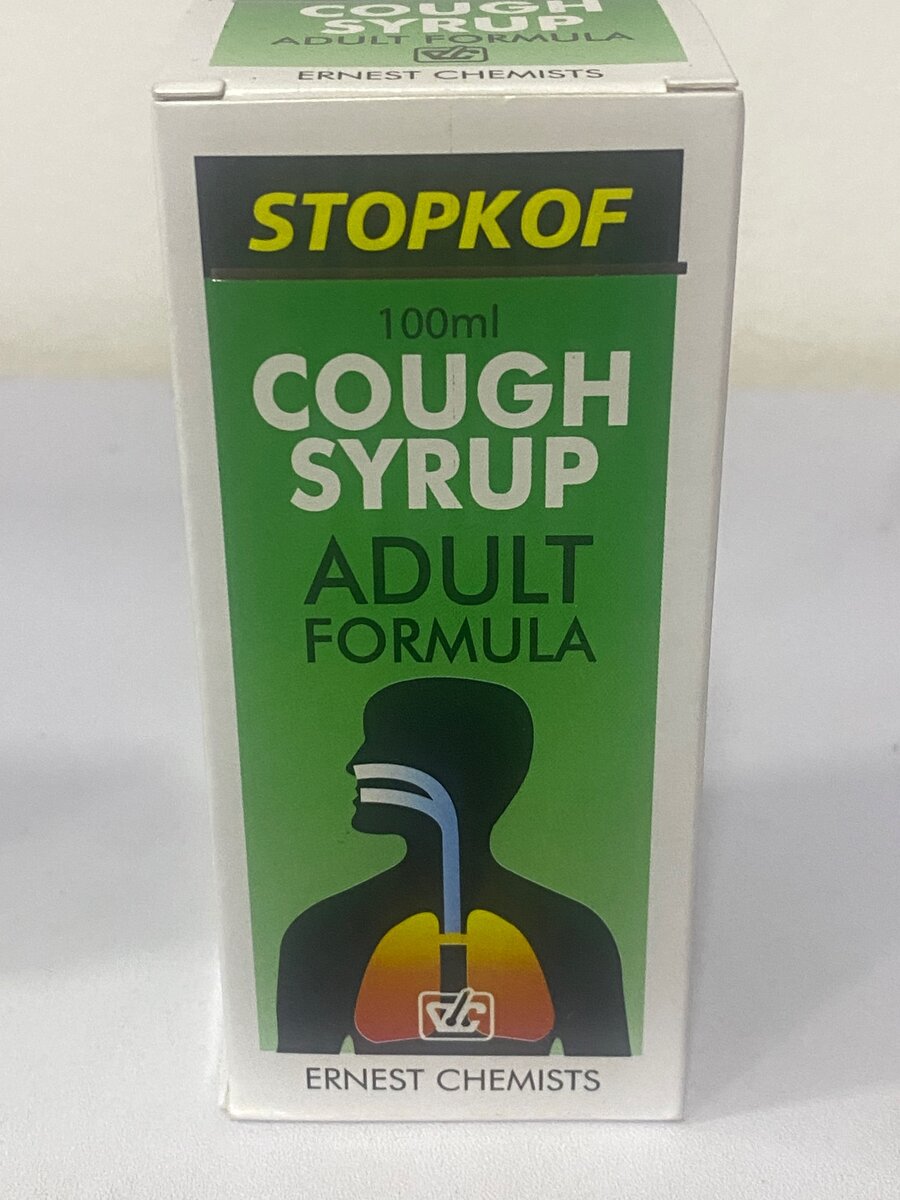 COUGH
SYRUP
ADULT FORMULA
ERNEST CHEMISTS
STOPKOF
100ml
COUGH
SYRUP
ADULT
FORMULA
ERNEST CHEMISTS